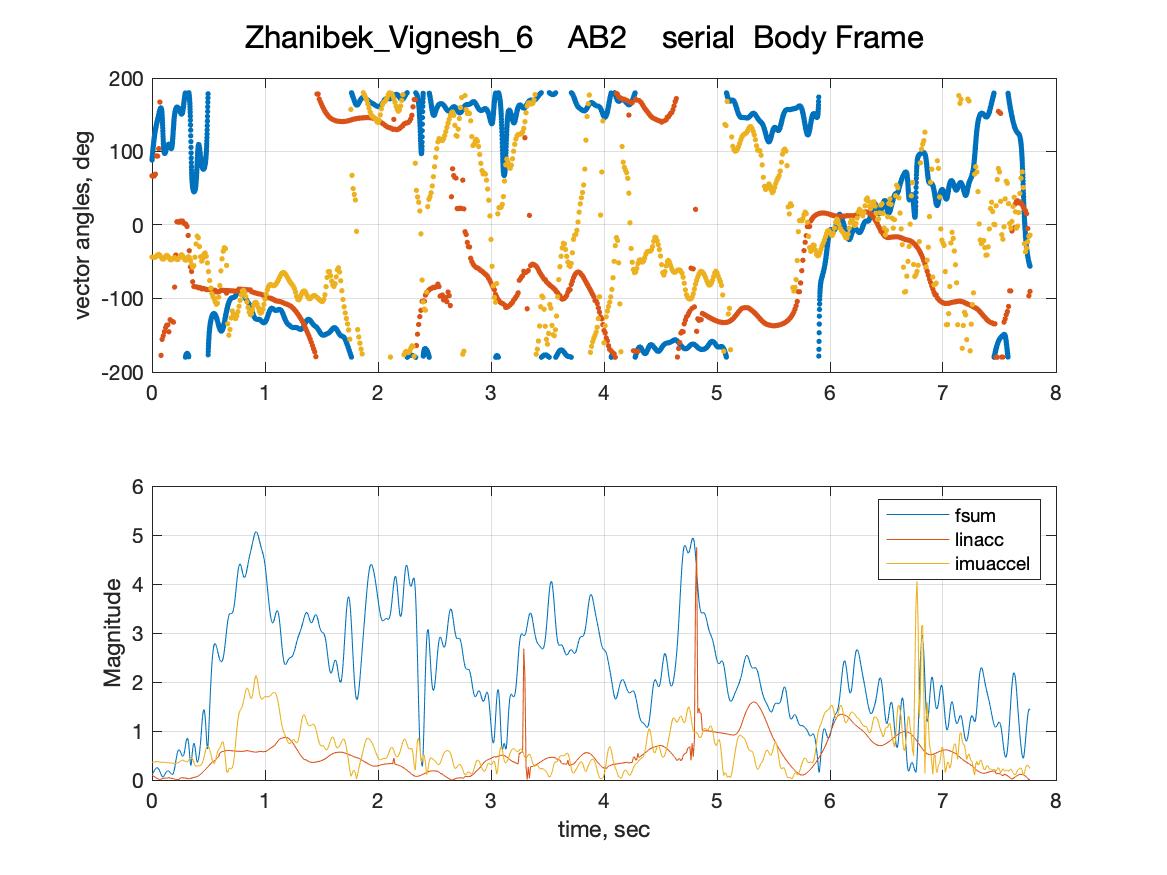 Zhanibek_Vignesh_6 AB2 serial Body Frame
200
100
0
-100
-200
vector angles, deg
0 1 2 3 4 5 6 7 8
6
5
4
3
2
1
0
Magnitude
fsum
linacc
imuaccel
0 1 2 3 4 5 6 7 8
time, sec